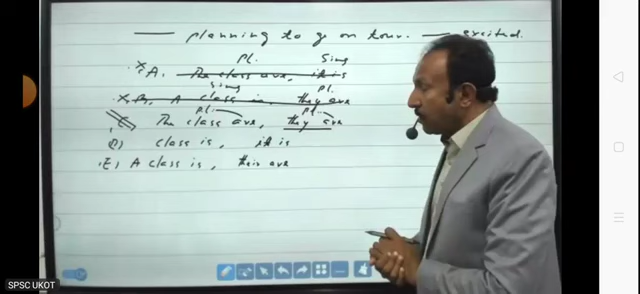 — planning to go on tour. — excited.
Pl. Sing
X A. The class are, it is
Sing Pl.
X B. A class is they are
Pl. Pl.
C) The class are, they are
D) class is, it is
E) A class is, their are
SPSC UKOT